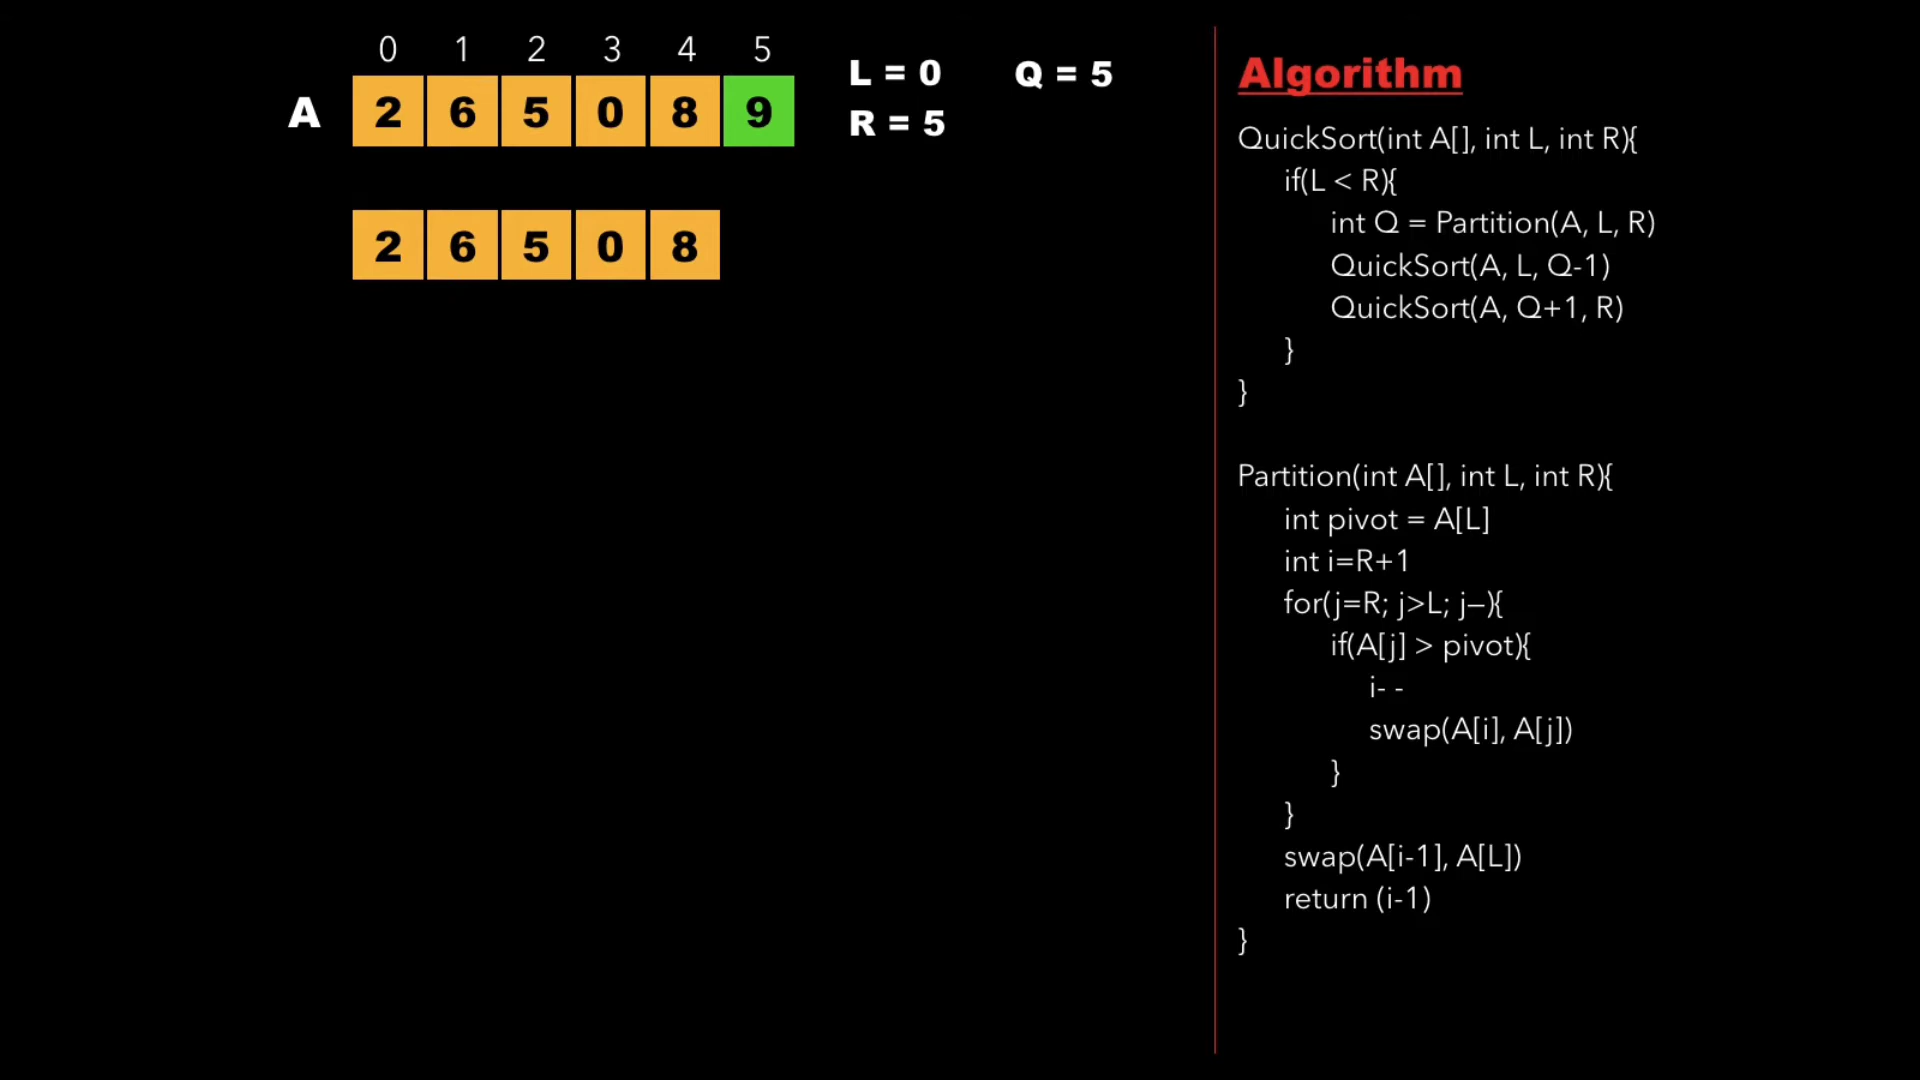 0 1 2 3 4 5
A 2 6 5 0 8 9
L = 0 Q = 5
R = 5
2 6 5 0 8
Algorithm
QuickSort(int A[], int L, int R){
if(L < R){
int Q = Partition(A, L, R)
QuickSort(A, L, Q-1)
QuickSort(A, Q+1, R)
}
}
Partition(int A[], int L, int R){
int pivot = A[L]
int i=R+1
for(j=R; j>L; j–){
if(A[j] > pivot){
i- -
swap(A[i], A[j])
}
}
swap(A[i-1], A[L])
return (i-1)
}